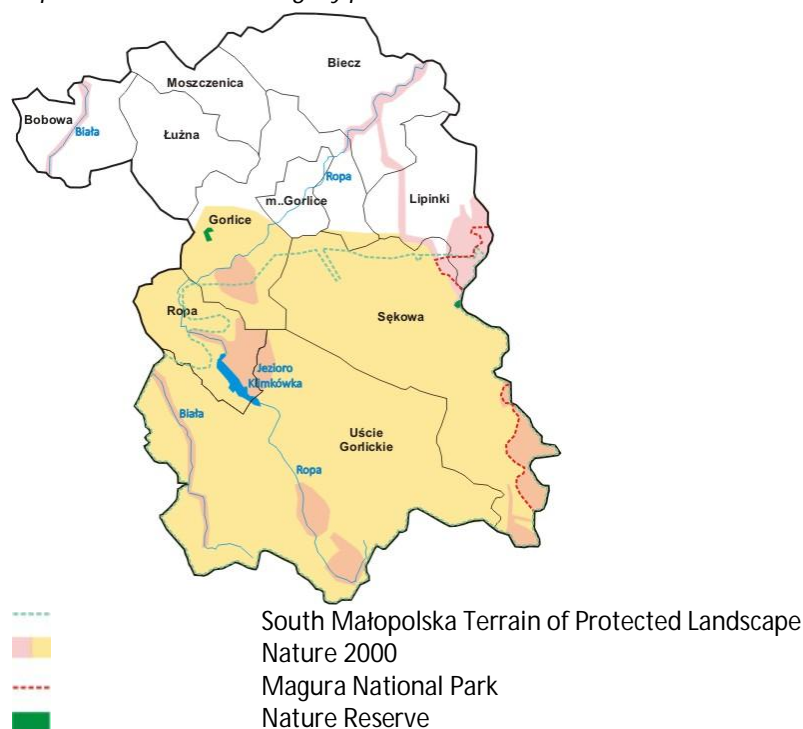 Biecz
Moszczenica
Bobowa
Biała
Łużna
Ropa
Lipinki
m..Gorlice
Gorlice
Ropa
Sękowa
Jezioro
Klimkówka
Biała
Uście
Gorlickie
Ropa
South Małopolska Terrain of Protected Landscape
Nature 2000
Magura National Park
Nature Reserve